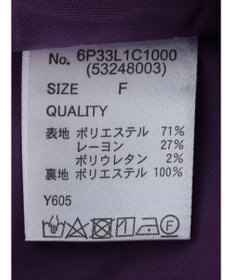 No. 6P33L1C1000
(53248003)
SIZE F
QUALITY
表地 ポリエステル 71%
レーヨン 27%
ポリウレタン 2%
裏地 ポリエステル 100%
Y605